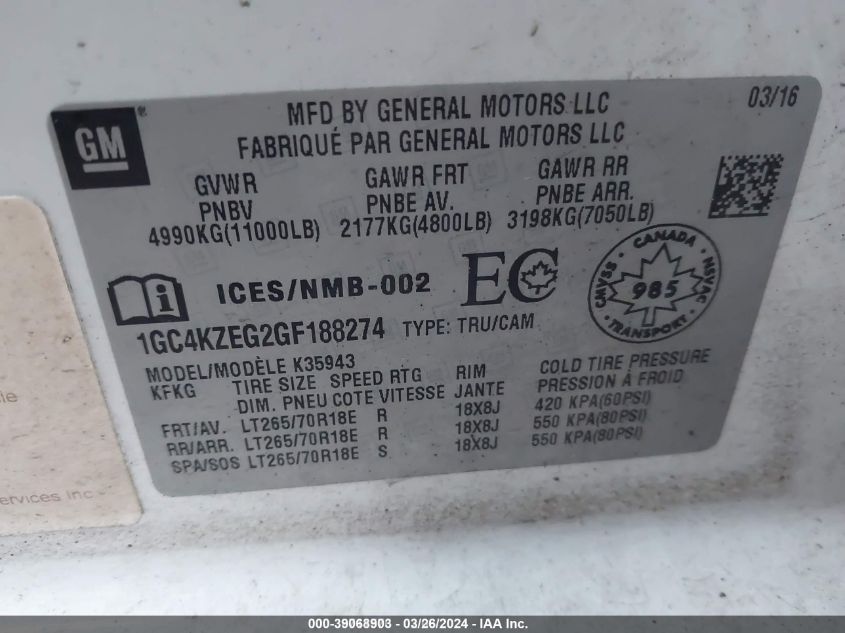 GM
MFD BY GENERAL MOTORS LLC 03/16
FABRIQUÉ PAR GENERAL MOTORS LLC
GVWR GAWR FRT GAWR RR
PNBV PNBE AV. PNBE ARR.
4990KG(11000LB) 2177KG(4800LB) 3198KG(7050LB)
ICES/NMB-002 EC
CANADA
CMVSS 985 NSVAC
TRANSPORT
1GC4KZEG2GF188274 TYPE: TRU/CAM
MODEL/MODÈLE K35943
KFKG TIRE SIZE SPEED RTG RIM COLD TIRE PRESSURE
DIM. PNEU COTE VITESSE JANTE PRESSION À FROID
FRT/AV. LT265/70R18E R 18X8J 420 KPA(60PSI)
RR/ARR. LT265/70R18E R 18X8J 550 KPA(80PSI)
SPA/SOS LT265/70R18E S 18X8J 550 KPA(80PSI)
ervices Inc
000-39068903 - 03/26/2024 - IAA Inc.